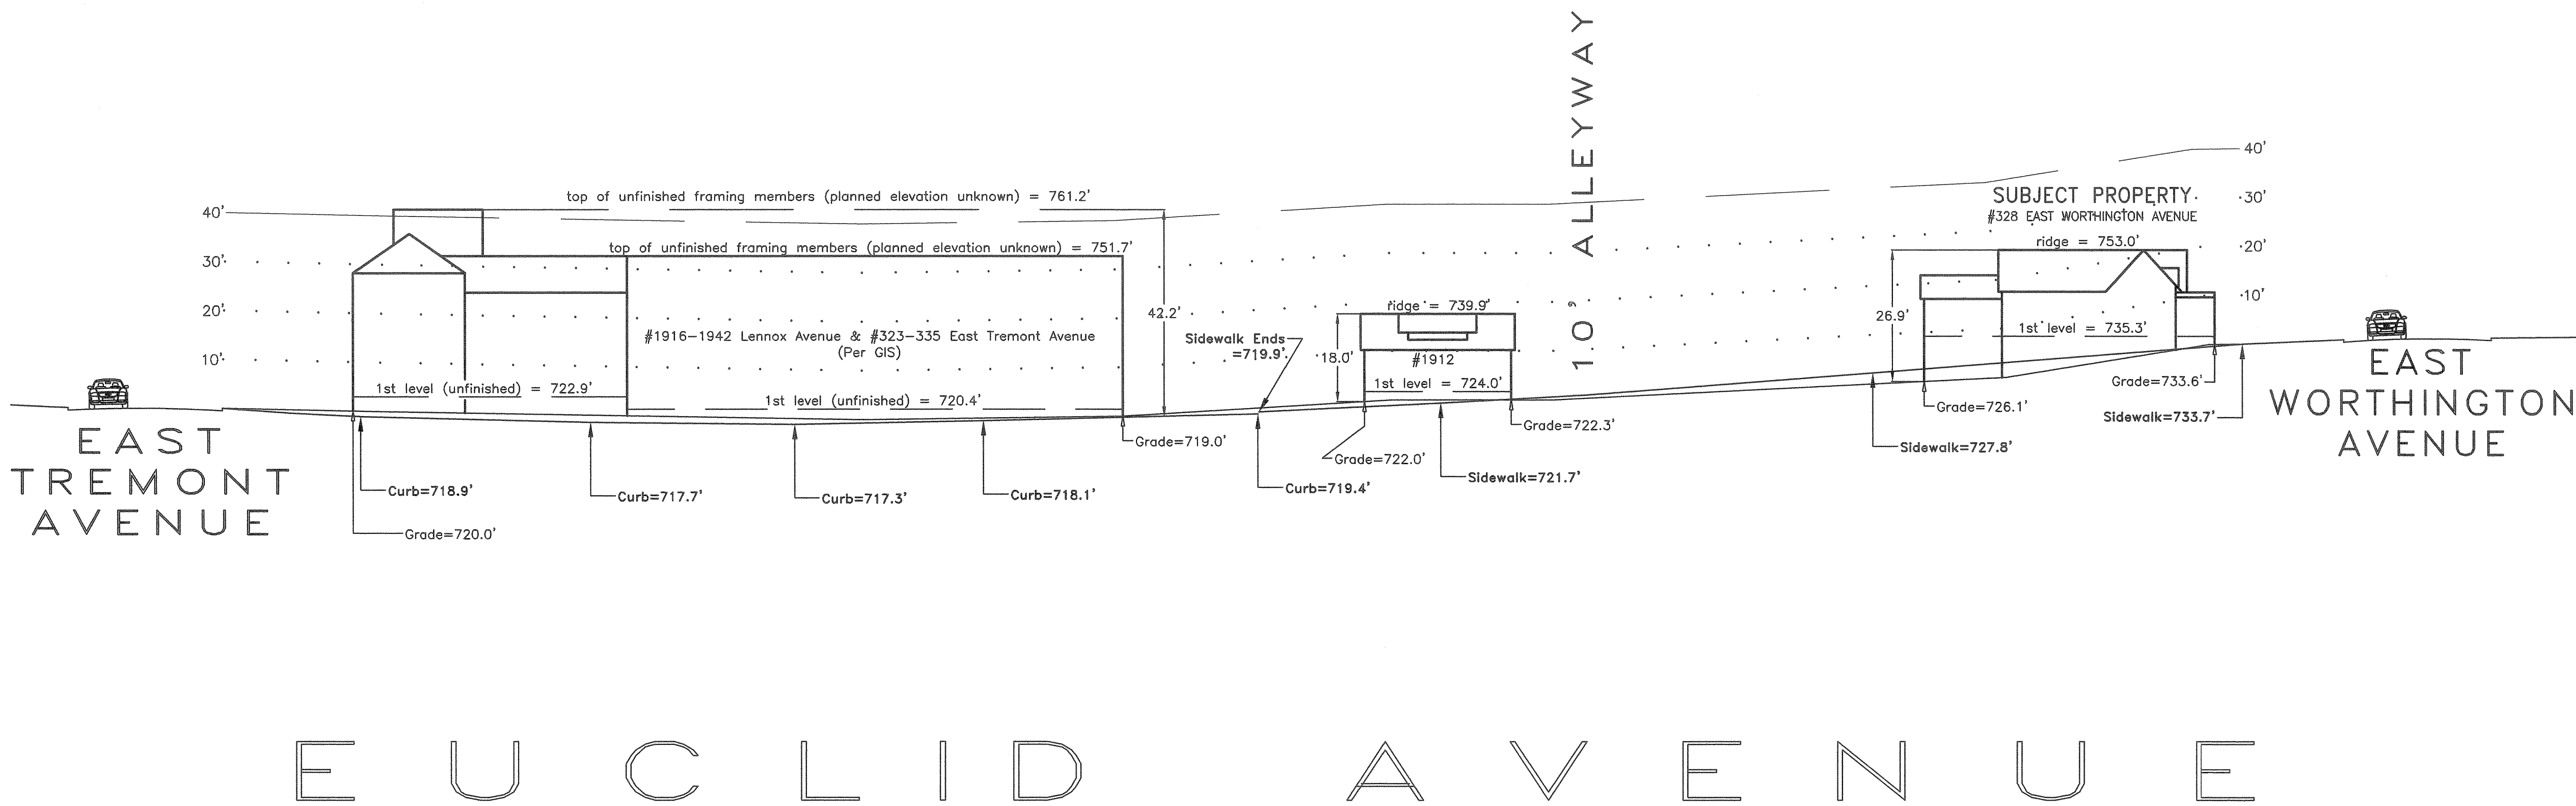 10' ALLEYWAY
40'
top of unfinished framing members (planned elevation unknown) = 761.2'
40'
SUBJECT PROPERTY
#328 EAST WORTHINGTON AVENUE
30'
top of unfinished framing members (planned elevation unknown) = 751.7'
ridge = 753.0'
20'
30'
10'
20'
42.2'
ridge = 739.9'
26.9'
#1916-1942 Lennox Avenue & #323-335 East Tremont Avenue
(Per GIS)
Sidewalk Ends
=719.9'
18.0'
#1912
1st level = 735.3'
10'
1st level (unfinished) = 722.9'
1st level (unfinished) = 720.4'
1st level = 724.0'
Grade=733.6'
Grade=726.1'
Sidewalk=733.7'
EAST
WORTHINGTON
AVENUE
EAST
TREMONT
AVENUE
Grade=719.0'
Grade=722.3'
Grade=722.0'
Sidewalk=727.8'
Sidewalk=721.7'
Curb=718.9'
Curb=717.7'
Curb=717.3'
Curb=718.1'
Curb=719.4'
Grade=720.0'
EUCLID AVENUE